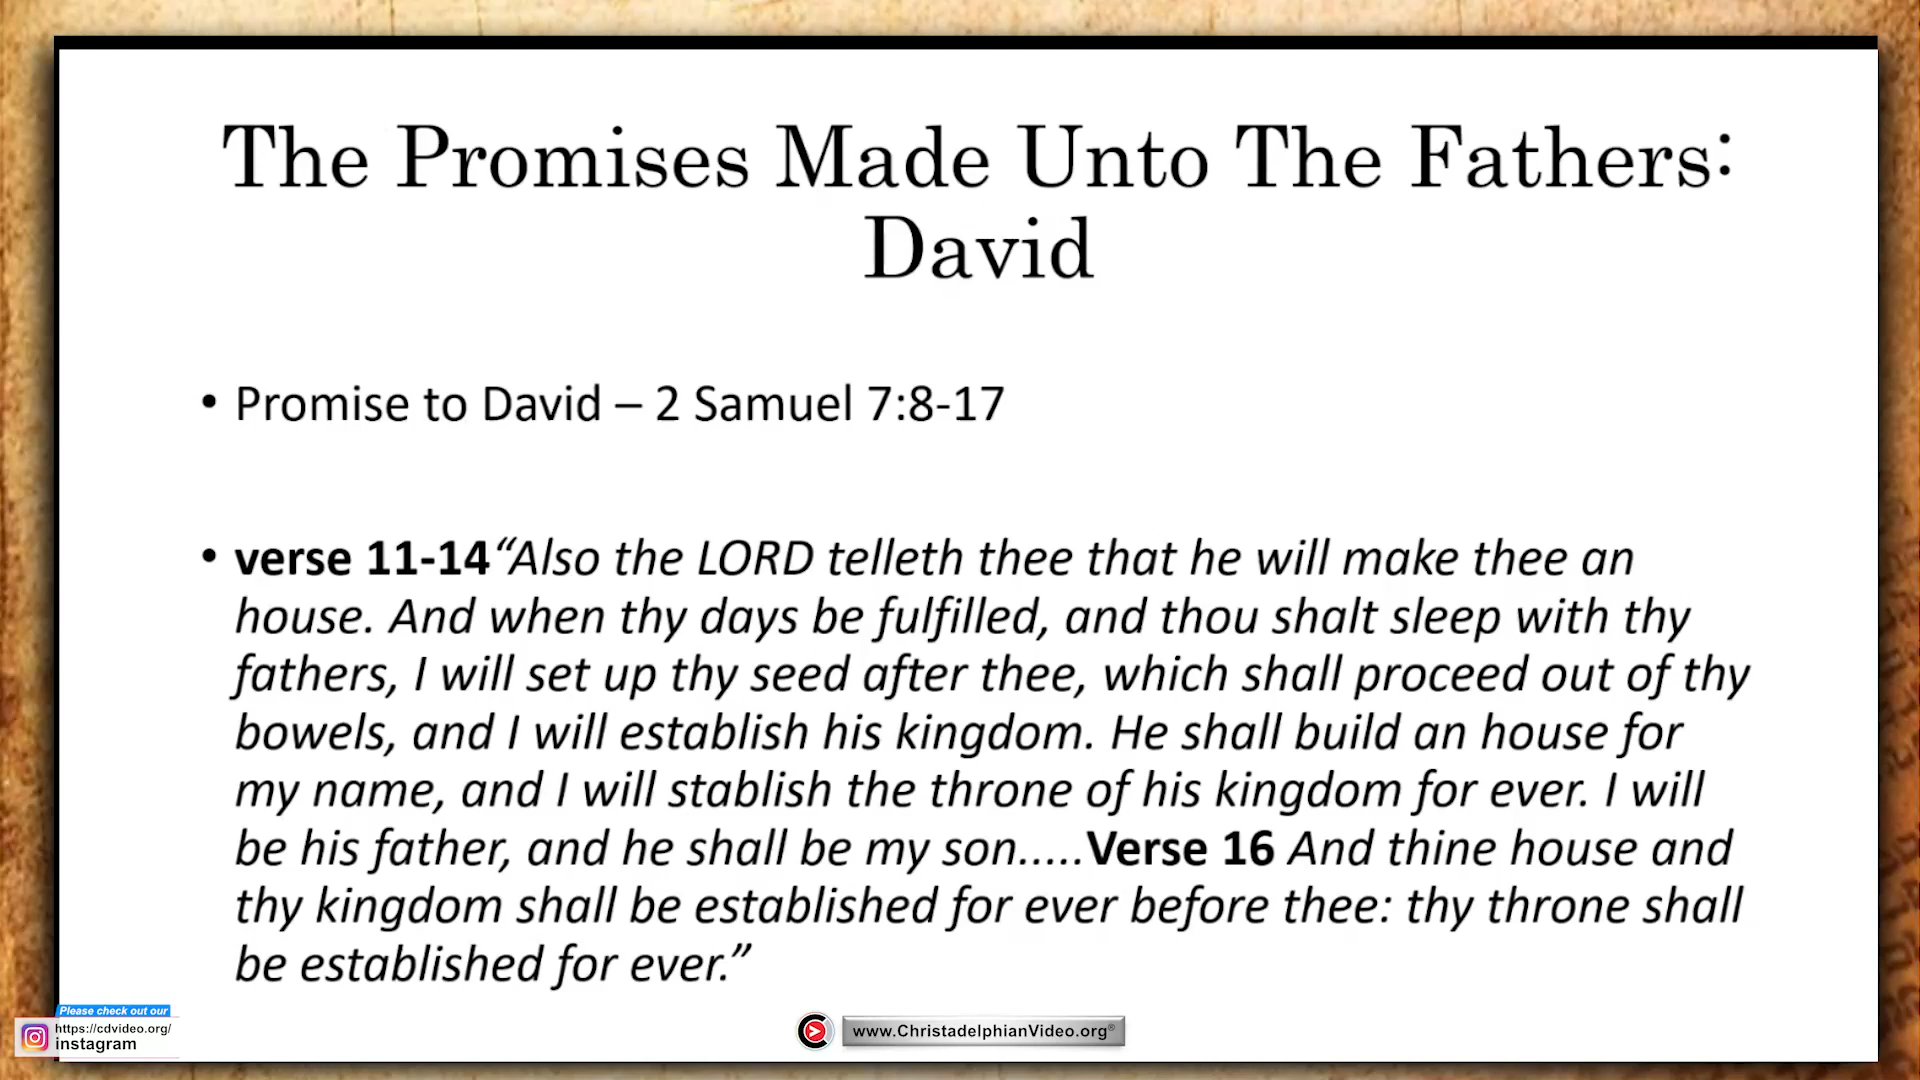 The Promises Made Unto The Fathers:
David
• Promise to David – 2 Samuel 7:8-17
• verse 11-14“Also the LORD telleth thee that he will make thee an
house. And when thy days be fulfilled, and thou shalt sleep with thy
fathers, I will set up thy seed after thee, which shall proceed out of thy
bowels, and I will establish his kingdom. He shall build an house for
my name, and I will stablish the throne of his kingdom for ever. I will
be his father, and he shall be my son.....Verse 16 And thine house and
thy kingdom shall be established for ever before thee: thy throne shall
be established for ever.”
Please check out our
https://cdvideo.org/
instagram
www.ChristadelphianVideo.org®